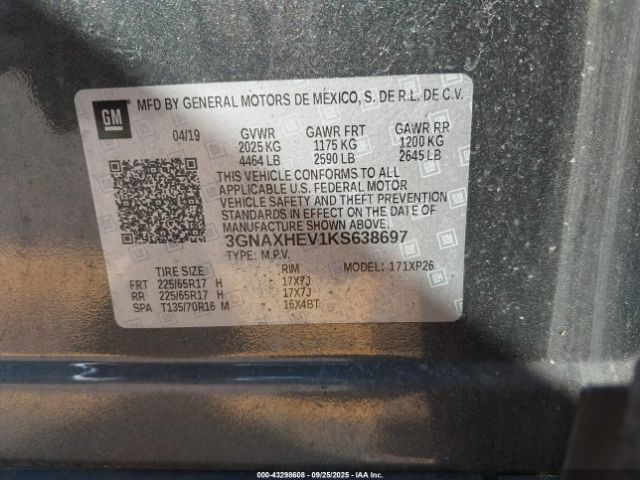 GM
MFD BY GENERAL MOTORS DE MEXICO, S. DE R.L. DE C.V.
04/19 GVWR GAWR FRT GAWR RR
2025 KG 1175 KG 1200 KG
4464 LB 2590 LB 2645 LB
THIS VEHICLE CONFORMS TO ALL
APPLICABLE U.S. FEDERAL MOTOR
VEHICLE SAFETY AND THEFT PREVENTION
STANDARDS IN EFFECT ON THE DATE OF
MANUFACTURE SHOWN ABOVE.
3GNAXHEV1KS638697
TYPE: M.P.V. MODEL: 171XP26
TIRE SIZE RIM
FRT 225/65R17 H 17X7J
RR 225/65R17 H 17X7J
SPA T135/70R16 M 16X4BT
000-43298608 - 09/25/2025 - IAA Inc.